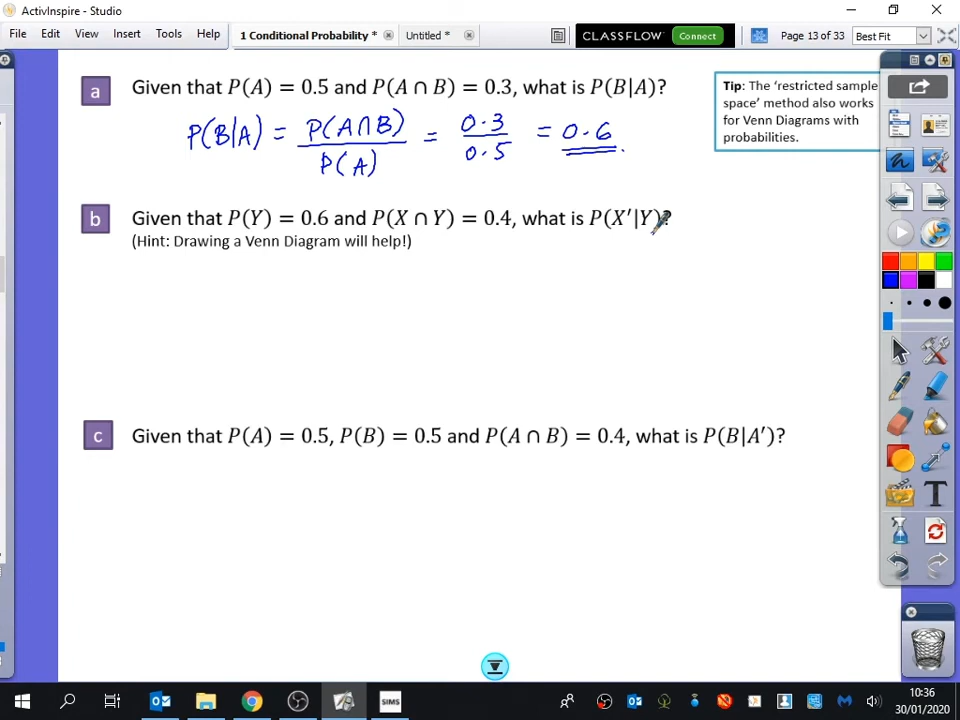 ActivInspire - Studio
File Edit View Insert Tools Help
1 Conditional Probability *
Untitled *
CLASSFLOW Connect
Page 13 of 33
Best Fit
a Given that P(A) = 0.5 and P(A ∩ B) = 0.3, what is P(B|A)?
P(B|A) = P(A∩B) / P(A) = 0.3 / 0.5 = 0.6.
Tip: The ‘restricted sample
space’ method also works
for Venn Diagrams with
probabilities.
b Given that P(Y) = 0.6 and P(X ∩ Y) = 0.4, what is P(X′|Y)?
(Hint: Drawing a Venn Diagram will help!)
c Given that P(A) = 0.5, P(B) = 0.5 and P(A ∩ B) = 0.4, what is P(B|A′)?
SIMS
10:36
30/01/2020